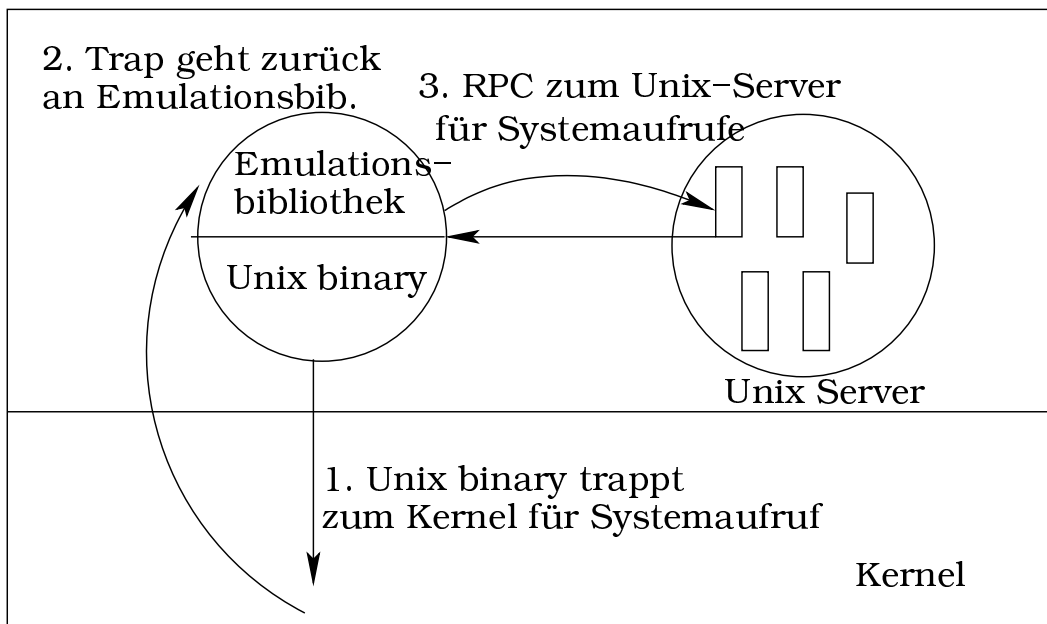 2. Trap geht zurück
an Emulationsbib.
3. RPC zum Unix-Server
für Systemaufrufe
Emulations-
bibliothek
Unix binary
Unix Server
1. Unix binary trappt
zum Kernel für Systemaufruf
Kernel